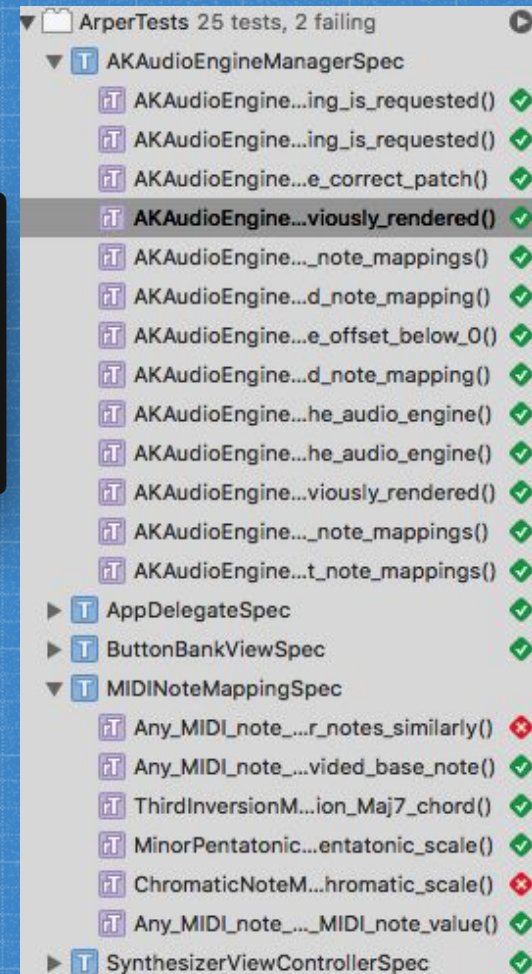 ArperTests 25 tests, 2 failing
T AKAudioEngineManagerSpec
T AKAudioEngine...ing_is_requested()
T AKAudioEngine...ing_is_requested()
T AKAudioEngine...e_correct_patch()
T AKAudioEngine...viously_rendered()
T AKAudioEngine..._note_mappings()
T AKAudioEngine...d_note_mapping()
T AKAudioEngine...e_offset_below_0()
T AKAudioEngine...d_note_mapping()
T AKAudioEngine...he_audio_engine()
T AKAudioEngine...he_audio_engine()
T AKAudioEngine...viously_rendered()
T AKAudioEngine..._note_mappings()
T AKAudioEngine...t_note_mappings()
T AppDelegateSpec
T ButtonBankViewSpec
T MIDINoteMappingSpec
T Any_MIDI_note_...r_notes_similarly()
T Any_MIDI_note_...vided_base_note()
T ThirdInversionM...ion_Maj7_chord()
T MinorPentatonic...entatonic_scale()
T ChromaticNoteM...hromatic_scale()
T Any_MIDI_note_..._MIDI_note_value()
T SynthesizerViewControllerSpec